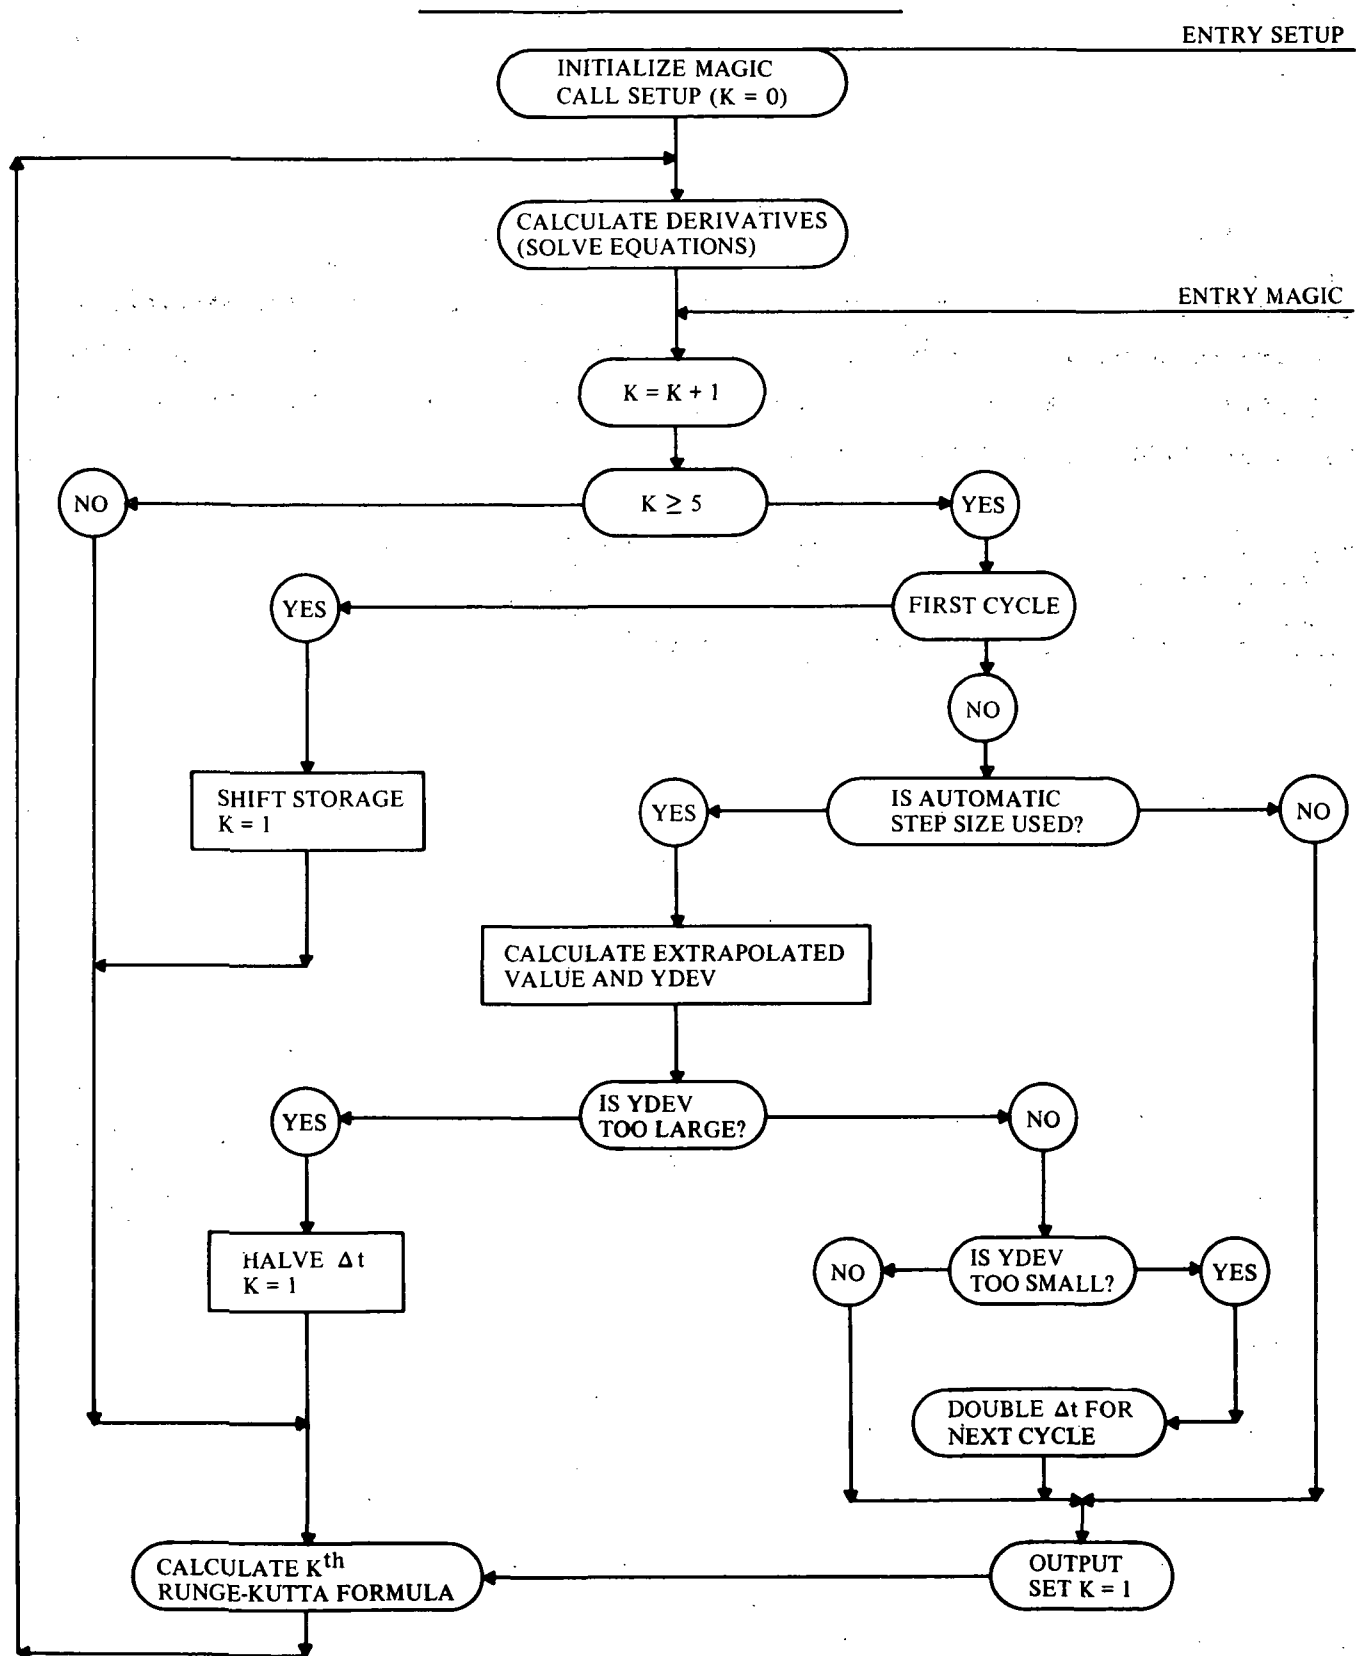 ENTRY SETUP
INITIALIZE MAGIC
CALL SETUP (K = 0)
CALCULATE DERIVATIVES
(SOLVE EQUATIONS)
ENTRY MAGIC
K = K + 1
NO
K ≥ 5
YES
YES
FIRST CYCLE
NO
SHIFT STORAGE
K = 1
YES
IS AUTOMATIC
STEP SIZE USED?
NO
CALCULATE EXTRAPOLATED
VALUE AND YDEV
YES
IS YDEV
TOO LARGE?
NO
HALVE Δt
K = 1
NO
IS YDEV
TOO SMALL?
YES
DOUBLE Δt FOR
NEXT CYCLE
CALCULATE Kth
RUNGE-KUTTA FORMULA
OUTPUT
SET K = 1